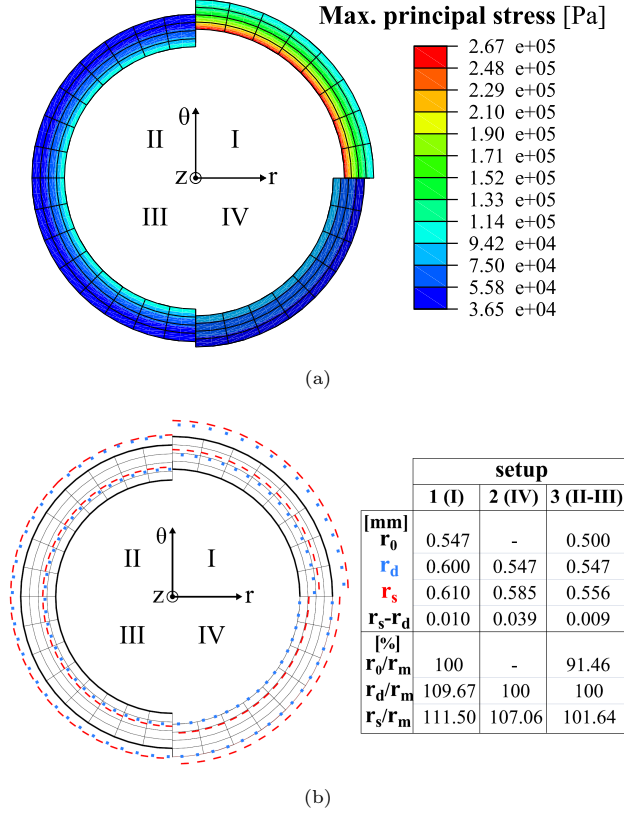 Max. principal stress [Pa]
2.67 e+05
2.48 e+05
2.29 e+05
2.10 e+05
1.90 e+05
1.71 e+05
1.52 e+05
1.33 e+05
1.14 e+05
9.42 e+04
7.50 e+04
5.58 e+04
3.65 e+04
θ
II I
z r
III IV
(a)
θ
II I
z r
III IV
setup
1 (I) 2 (IV) 3 (II-III)
[mm]
r0 0.547 - 0.500
rd 0.600 0.547 0.547
rs 0.610 0.585 0.556
rs-rd 0.010 0.039 0.009
[%]
r0/rm 100 - 91.46
rd/rm 109.67 100 100
rs/rm 111.50 107.06 101.64
(b)